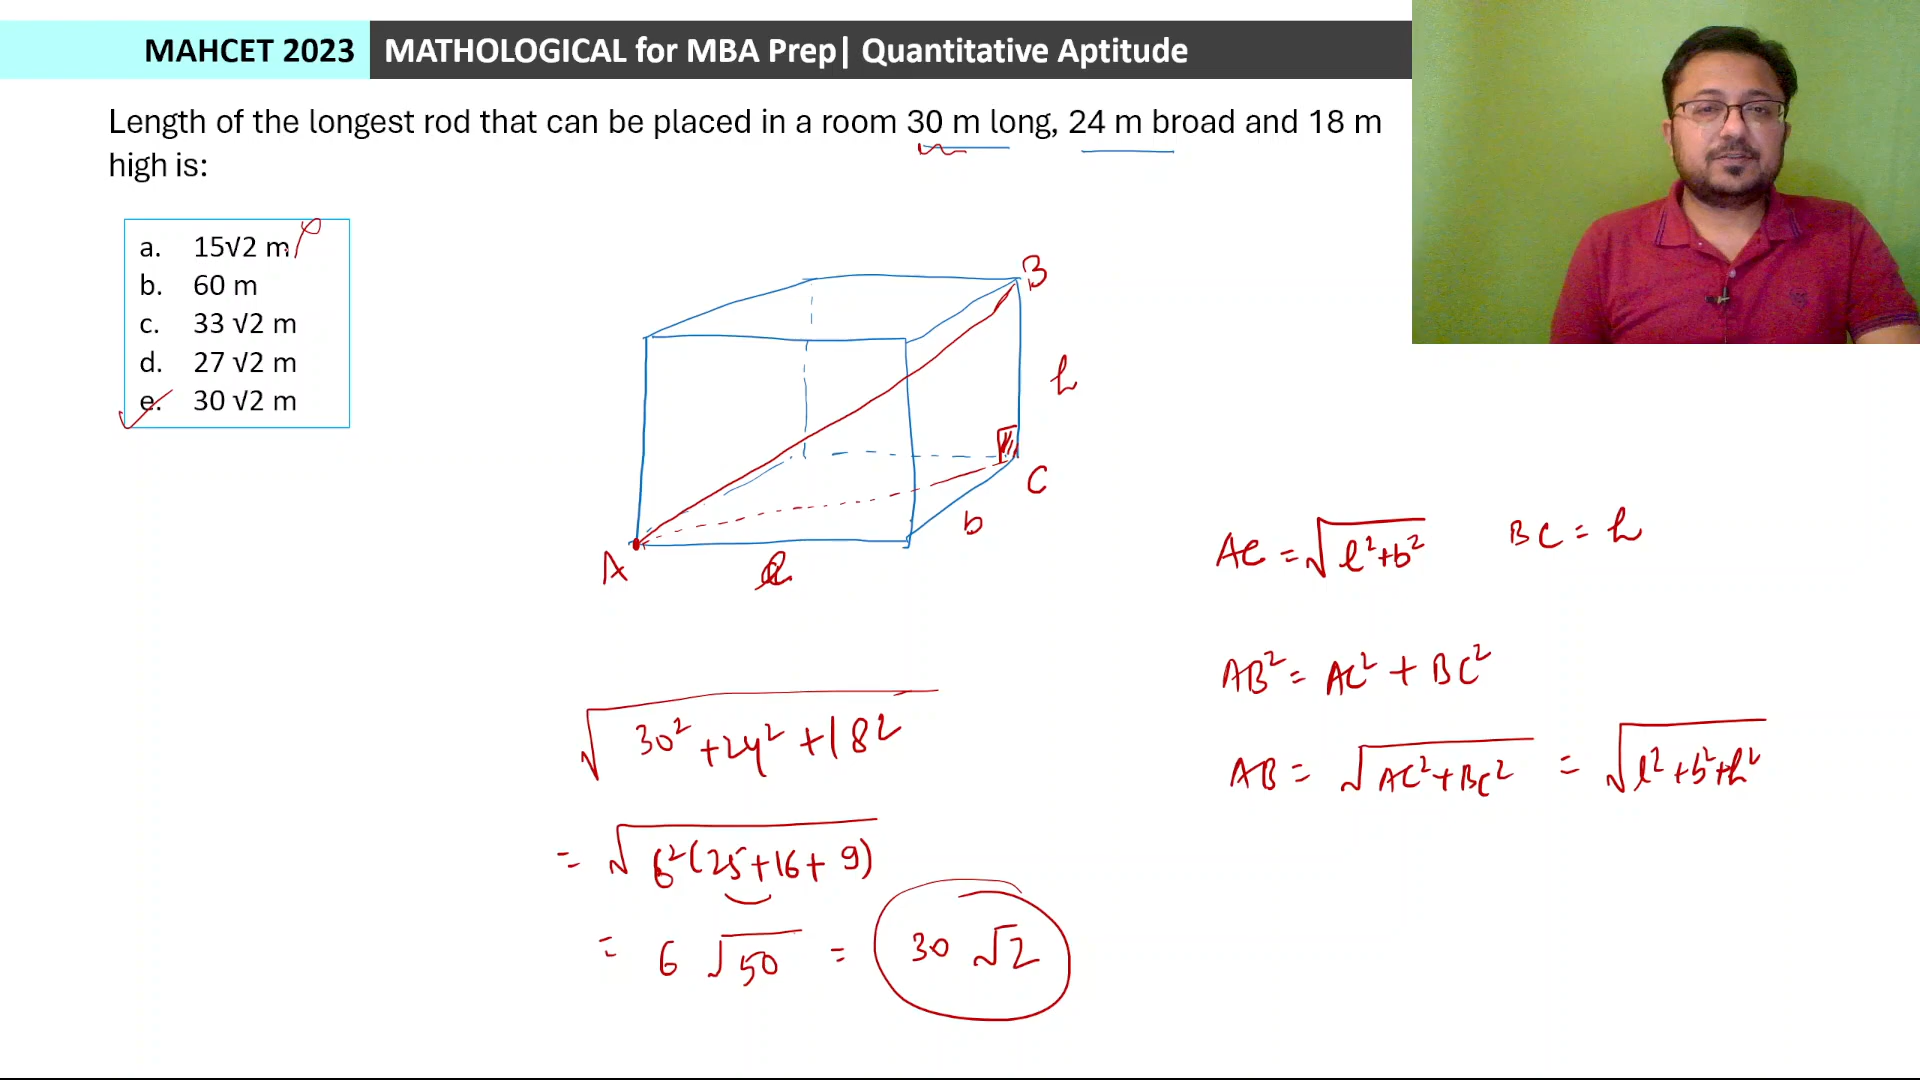 MAHCET 2023 MATHOLOGICAL for MBA Prep| Quantitative Aptitude
Length of the longest rod that can be placed in a room 30 m long, 24 m broad and 18 m
high is:
a. 15√2 m
b. 60 m
c. 33 √2 m
d. 27 √2 m
e. 30 √2 m
B
h
C
b
A
l
AC = √(l²+b²) BC = h
AB² = AC² + BC²
AB = √(AC²+BC²) = √(l²+b²+h²)
√(30²+24²+18²)
= √(6²(25+16+9))
= 6 √50 = 30 √2